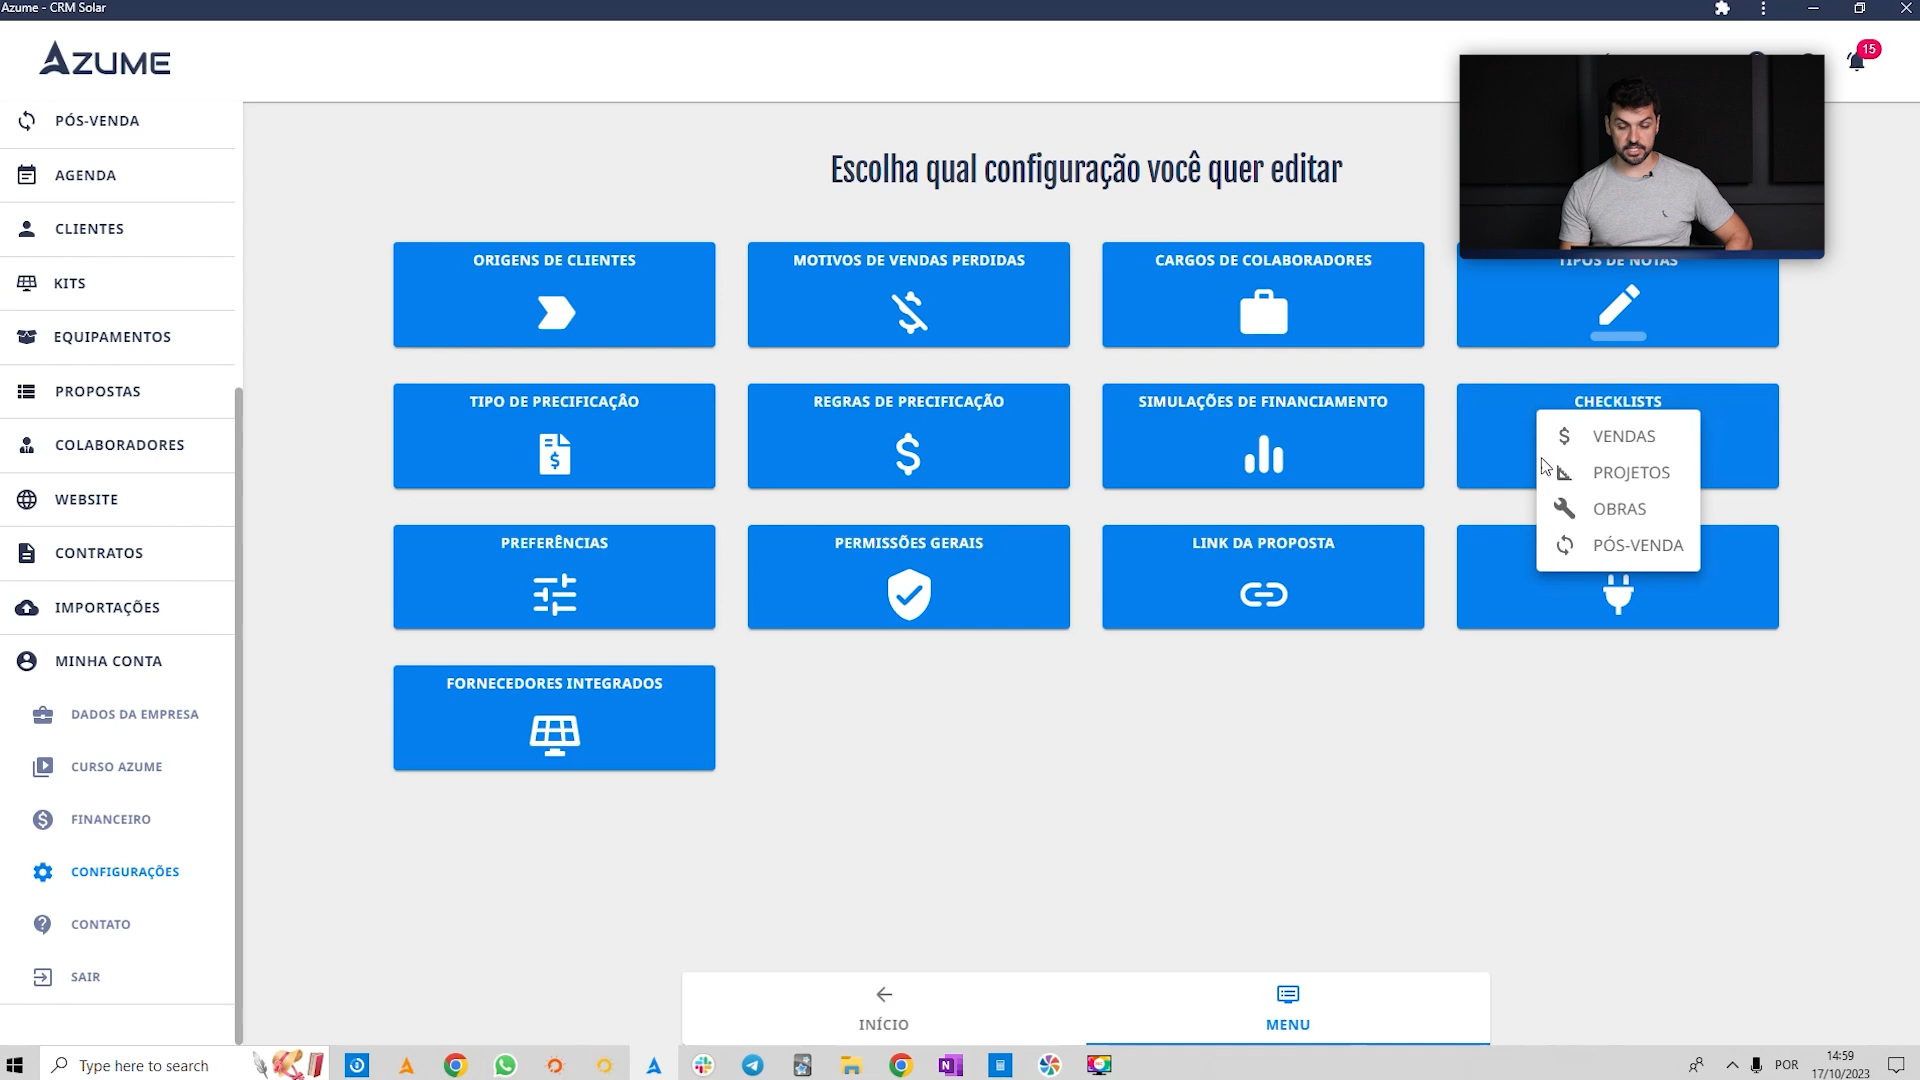 Azume - CRM Solar
AZUME
15
PÓS-VENDA
AGENDA
CLIENTES
KITS
EQUIPAMENTOS
PROPOSTAS
COLABORADORES
WEBSITE
CONTRATOS
IMPORTAÇÕES
MINHA CONTA
DADOS DA EMPRESA
CURSO AZUME
FINANCEIRO
CONFIGURAÇÕES
CONTATO
SAIR
Escolha qual configuração você quer editar
ORIGENS DE CLIENTES
MOTIVOS DE VENDAS PERDIDAS
CARGOS DE COLABORADORES
TIPOS DE NOTAS
TIPO DE PRECIFICAÇÂO
REGRAS DE PRECIFICAÇÃO
SIMULAÇÕES DE FINANCIAMENTO
CHECKLISTS
VENDAS
PROJETOS
OBRAS
PÓS-VENDA
PREFERÊNCIAS
PERMISSÕES GERAIS
LINK DA PROPOSTA
FORNECEDORES INTEGRADOS
INÍCIO
MENU
Type here to search
POR
14:59
17/10/2023